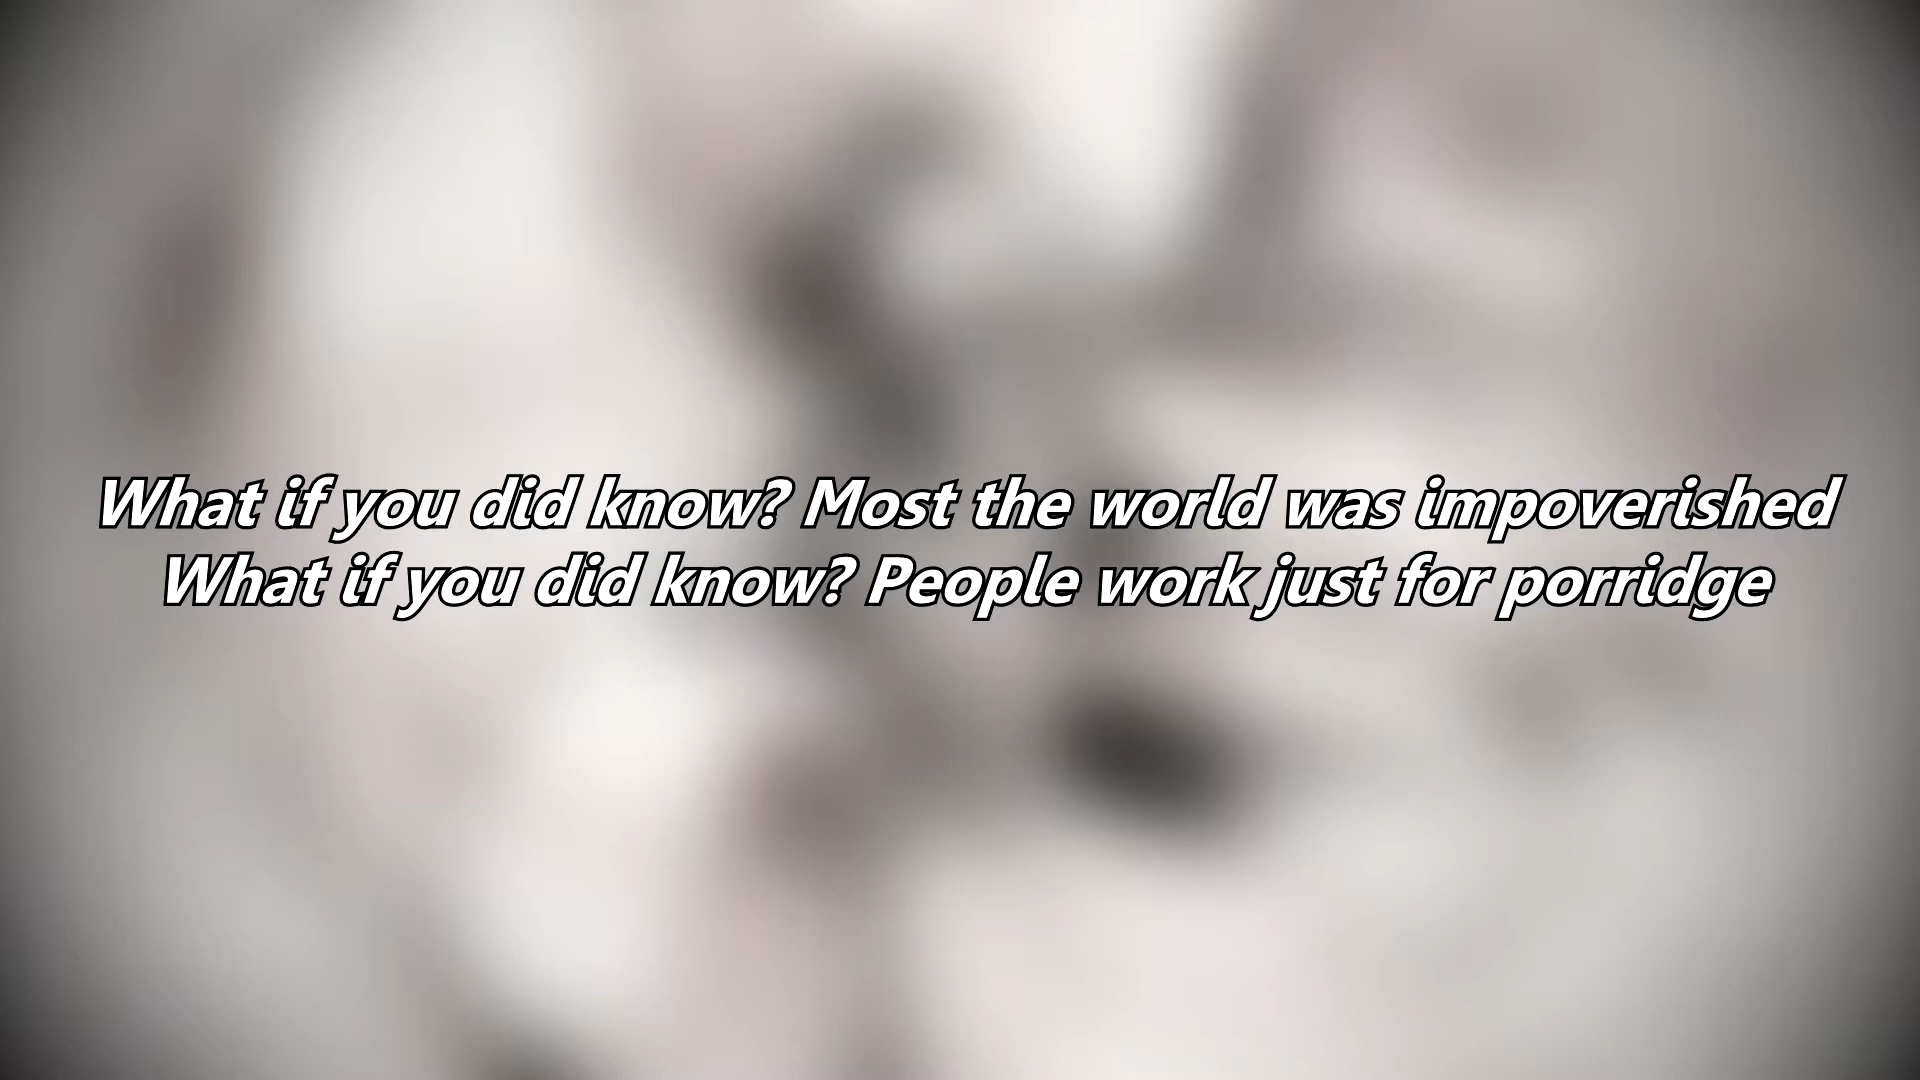 What if you did know? Most the world was impoverished
What if you did know? People work just for porridge